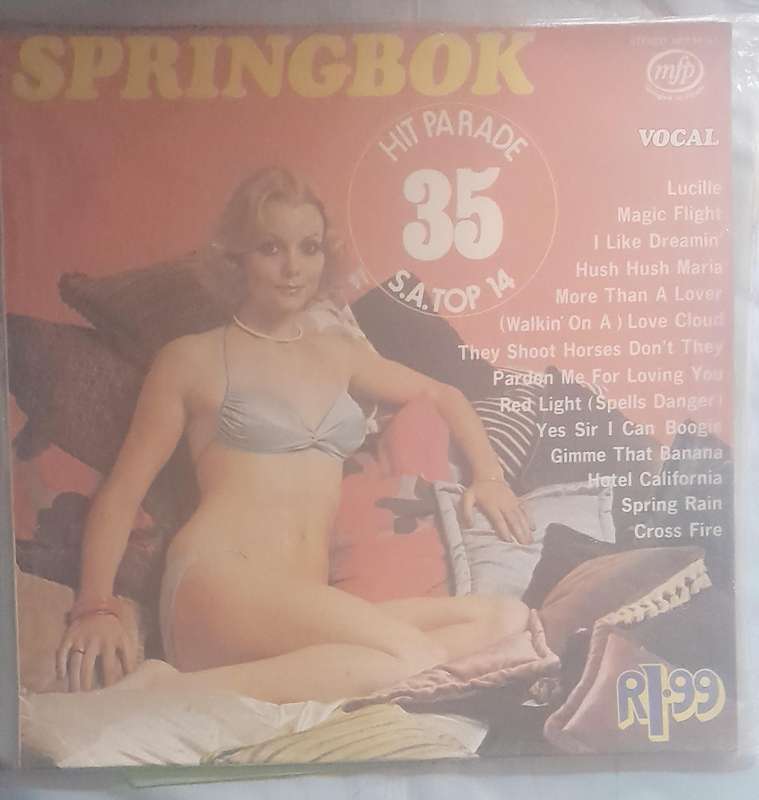 SPRINGBOK
STEREO
mfp
HIT PARADE
35
S.A. TOP 14
VOCAL
Lucille
Magic Flight
I Like Dreamin'
Hush Hush Maria
More Than A Lover
(Walkin' On A) Love Cloud
They Shoot Horses Don't They
Pardon Me For Loving You
Red Light (Spells Danger)
Yes Sir I Can Boogie
Gimme That Banana
Hotel California
Spring Rain
Cross Fire
R1·99